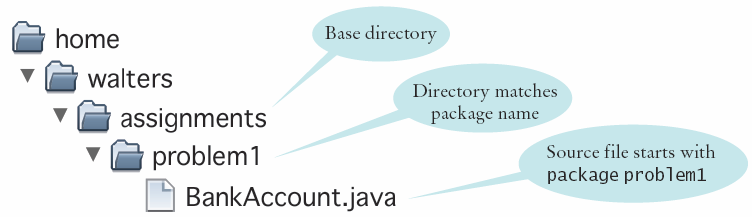 home
Base directory
walters
assignments
Directory matches
package name
problem1
Source file starts with
package problem1
BankAccount.java